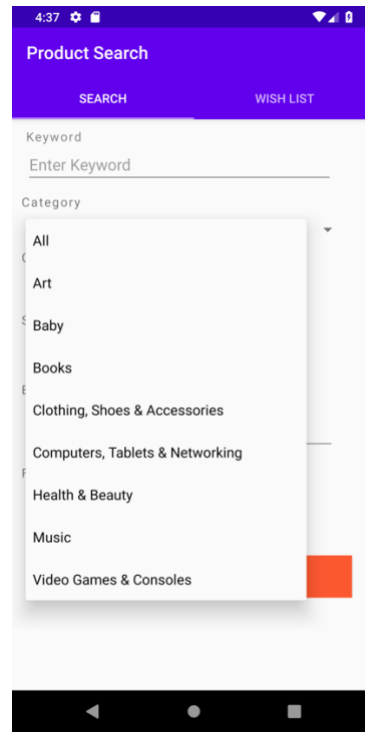 4:37
Product Search
SEARCH WISH LIST
Keyword
Enter Keyword
Category
All
Art
Baby
Books
Clothing, Shoes & Accessories
Computers, Tablets & Networking
Health & Beauty
Music
Video Games & Consoles